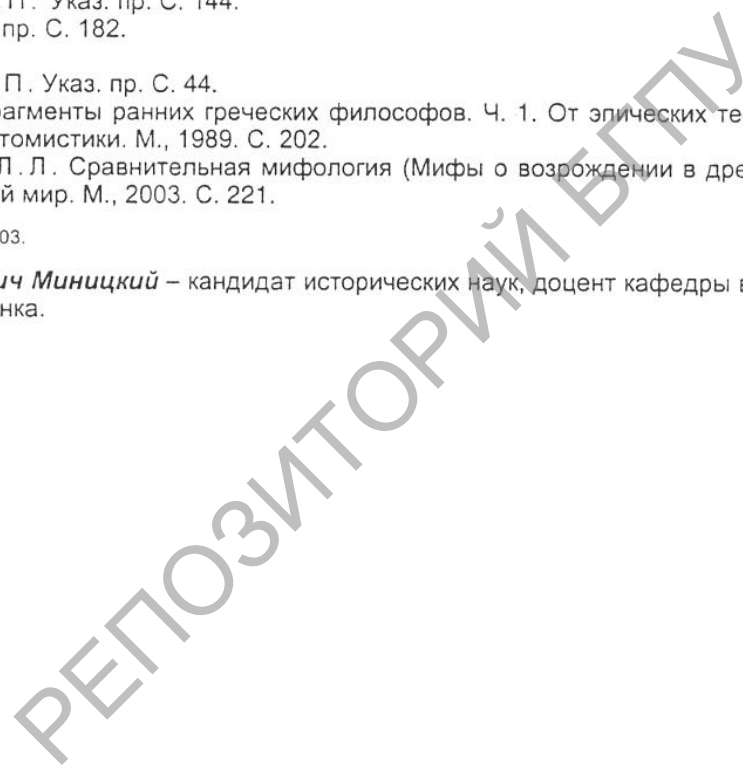 П. Указ. пр. С. 144.
пр. С. 182.
П. Указ. пр. С. 44.
рагменты ранних греческих философов. Ч. 1. От эпических те
томистики. М., 1989. С. 202.
Л. Л. Сравнительная мифология (Мифы о возрождении в дре
й мир. М., 2003. С. 221.
03.
ич Миницкий – кандидат исторических наук, доцент кафедры в
нка.
РЕПОЗИТОРИЙ БГПУ